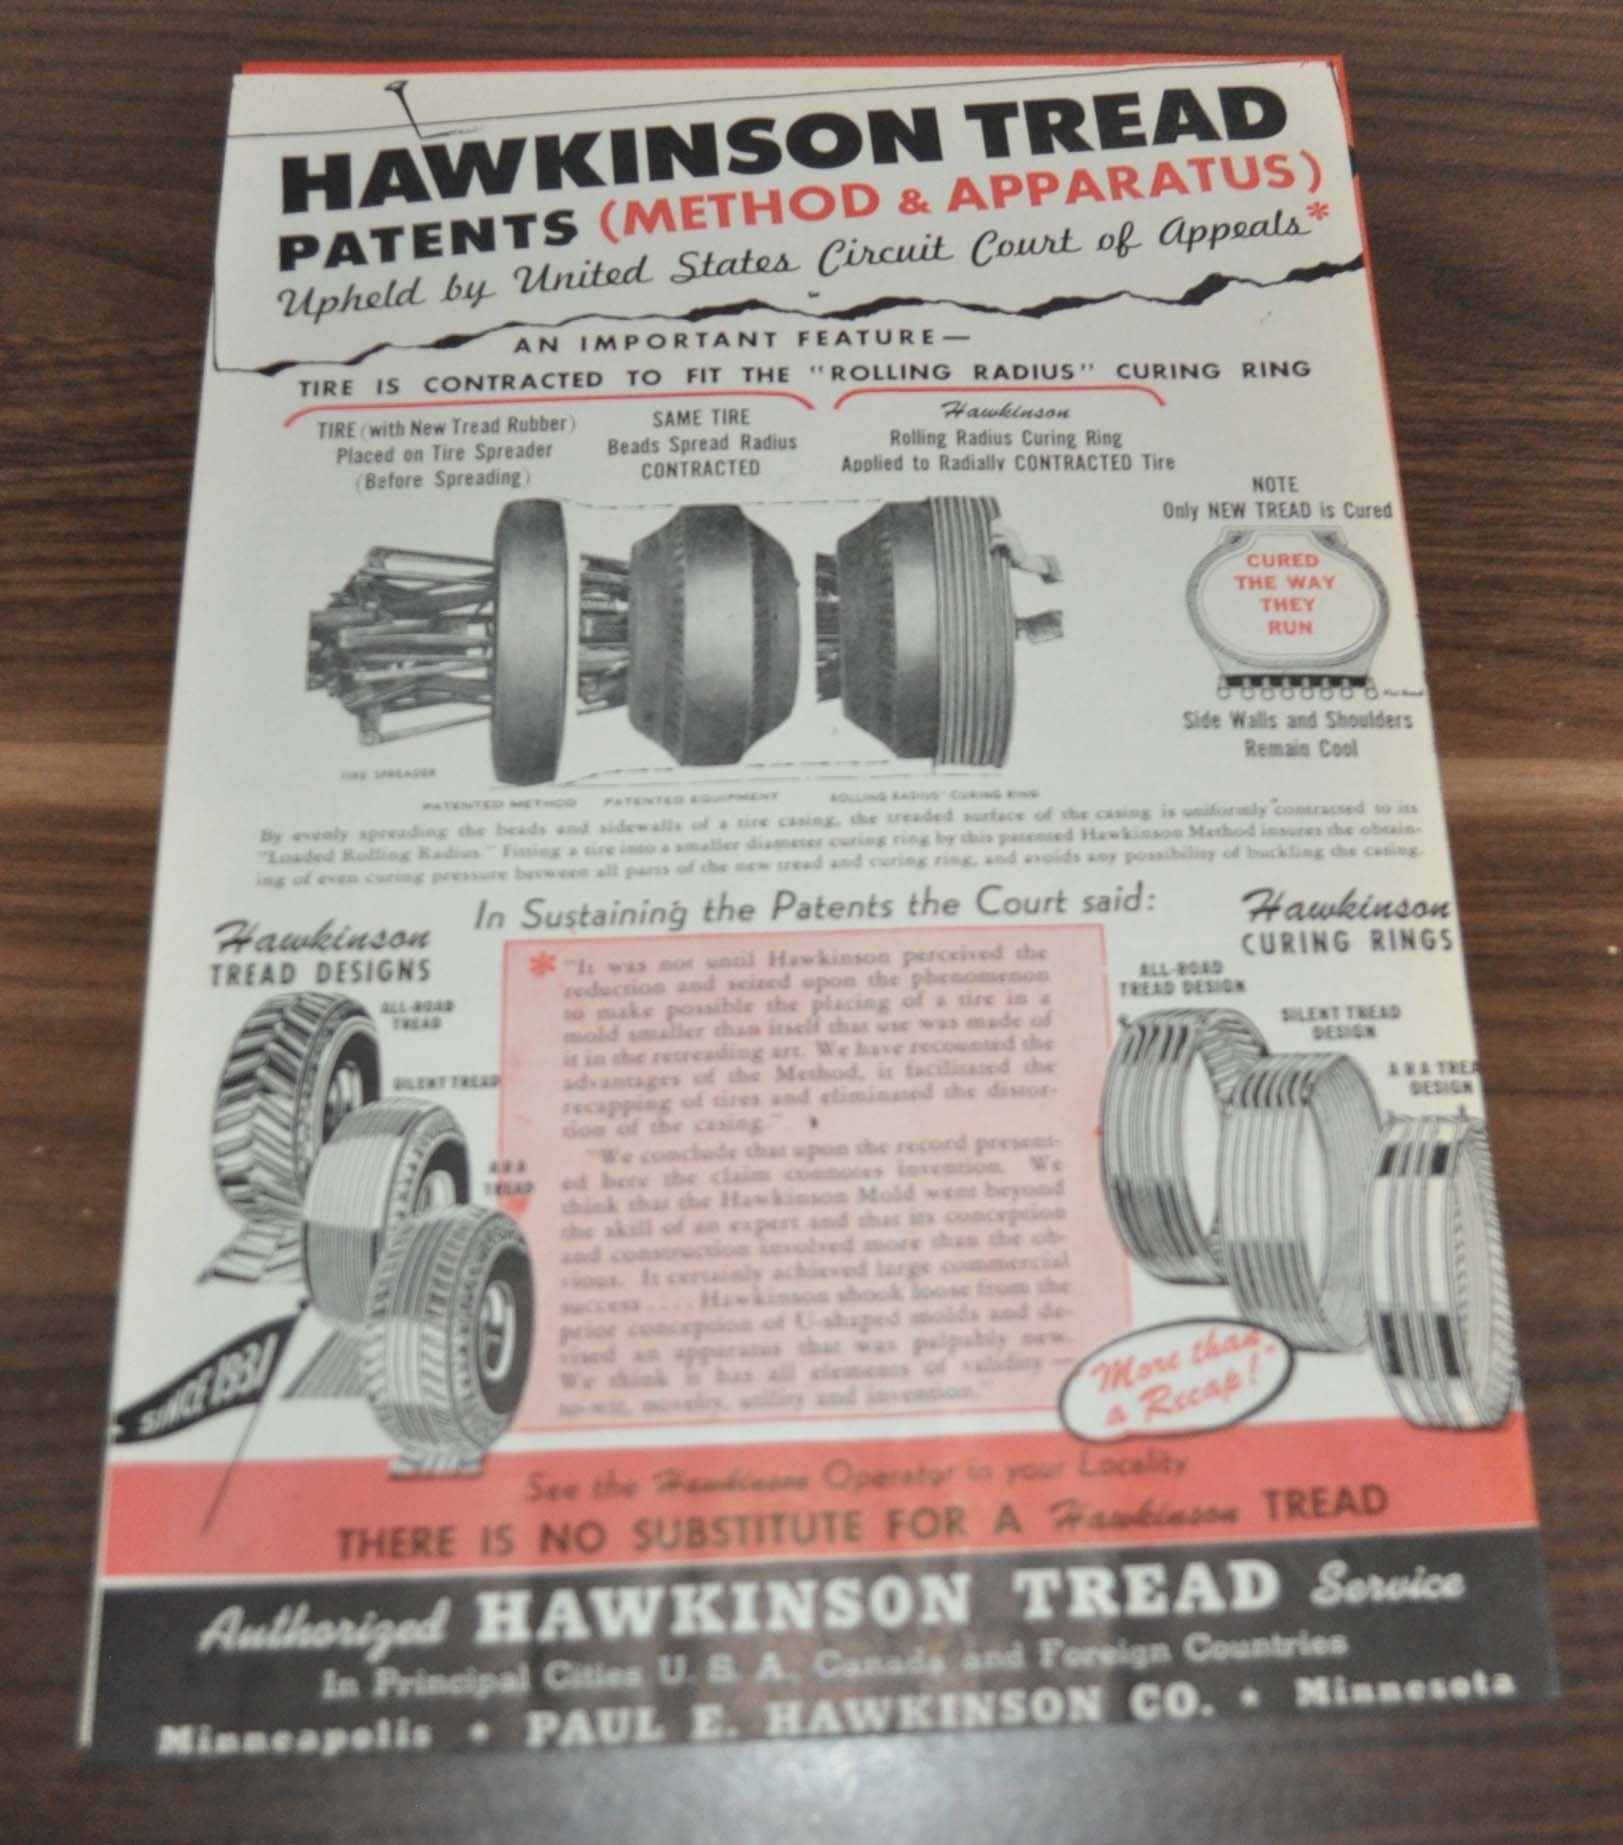 HAWKINSON TREAD
PATENTS (METHOD & APPARATUS)
Upheld by United States Circuit Court of Appeals*
AN IMPORTANT FEATURE—
TIRE IS CONTRACTED TO FIT THE "ROLLING RADIUS" CURING RING
TIRE (with New Tread Rubber)
Placed on Tire Spreader
(Before Spreading)
SAME TIRE
Beads Spread Radius
CONTRACTED
Hawkinson
Rolling Radius Curing Ring
Applied to Radially CONTRACTED Tire
NOTE
Only NEW TREAD is Cured
CURED
THE WAY
THEY
RUN
Side Walls and Shoulders
Remain Cool
TIRE SPREADER
PATENTED METHOD
PATENTED EQUIPMENT
ROLLING RADIUS" CURING RING
By evenly spreading the beads and sidewalls of a tire casing, the treaded surface of the casing is uniformly contracted to its
"Loaded Rolling Radius." Fitting a tire into a smaller diameter curing ring by this patented Hawkinson Method insures the obtain-
ing of even curing pressure between all parts of the new tread and curing ring, and avoids any possibility of buckling the casing.
In Sustaining the Patents the Court said:
Hawkinson
TREAD DESIGNS
ALL-ROAD
TREAD
SILENT TREAD
TREAD
* "It was not until Hawkinson perceived the
reduction and seized upon the phenomenon
to make possible the placing of a tire in a
mold smaller than itself that use was made of
it in the retreading art. We have recounted the
advantages of the Method, it facilitated the
recapping of tires and eliminated the distor-
tion of the casing."
"We conclude that upon the record present-
ed here the claim connotes invention. We
think that the Hawkinson Mold went beyond
the skill of an expert and that its conception
and construction involved more than the ob-
vious. It certainly achieved large commercial
success.... Hawkinson shook loose from the
prior conception of U-shaped molds and de-
vised an apparatus that was palpably new.
We think it has all elements of validity—
to-wit, novelty, utility and invention."
Hawkinson
CURING RINGS
ALL-ROAD
TREAD DESIGN
SILENT TREAD
DESIGN
DESIGN
SINCE 1931
More than
a Recap!
See the Hawkinson Operator in your Locality
THERE IS NO SUBSTITUTE FOR A Hawkinson TREAD
Authorized HAWKINSON TREAD Service
In Principal Cities U. S. A., Canada and Foreign Countries
Minneapolis * PAUL E. HAWKINSON CO. * Minnesota